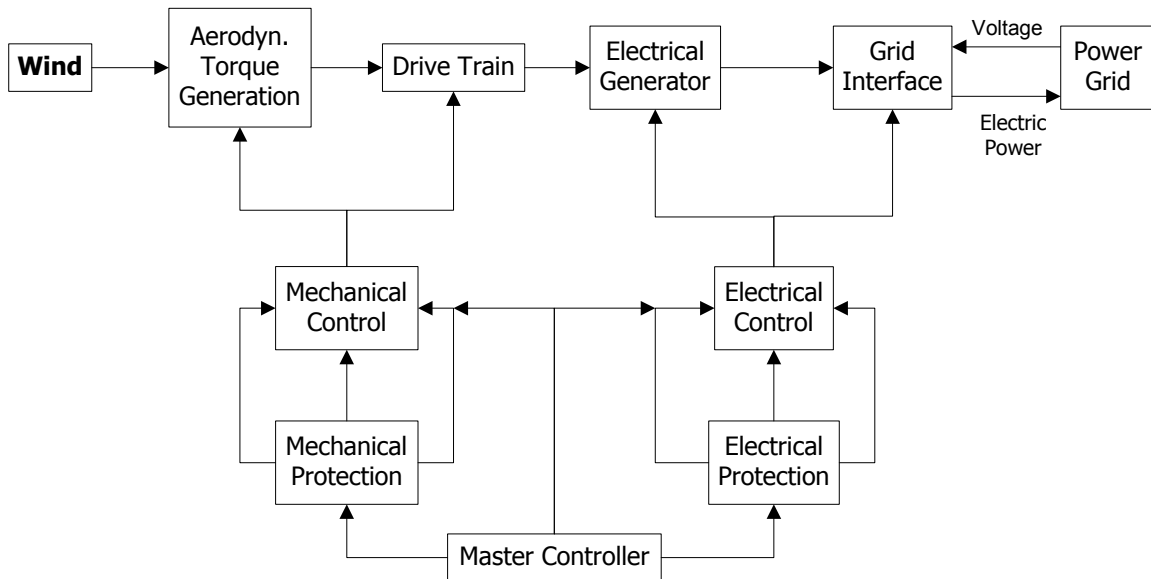 Wind
Aerodyn.
Torque
Generation
Drive Train
Electrical
Generator
Grid
Interface
Voltage
Power
Grid
Electric
Power
Mechanical
Control
Electrical
Control
Mechanical
Protection
Electrical
Protection
Master Controller